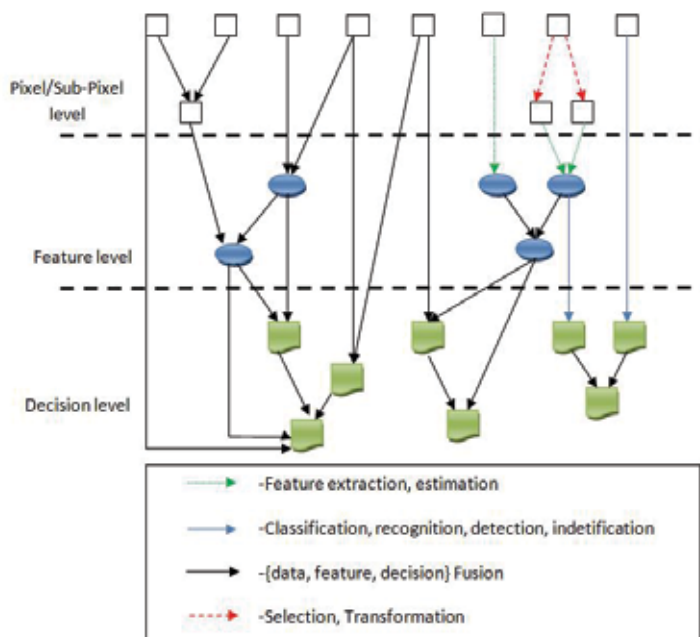 Pixel/Sub-Pixel
level
Feature level
Decision level
-Feature extraction, estimation
-Classification, recognition, detection, indetification
-{data, feature, decision} Fusion
-Selection, Transformation